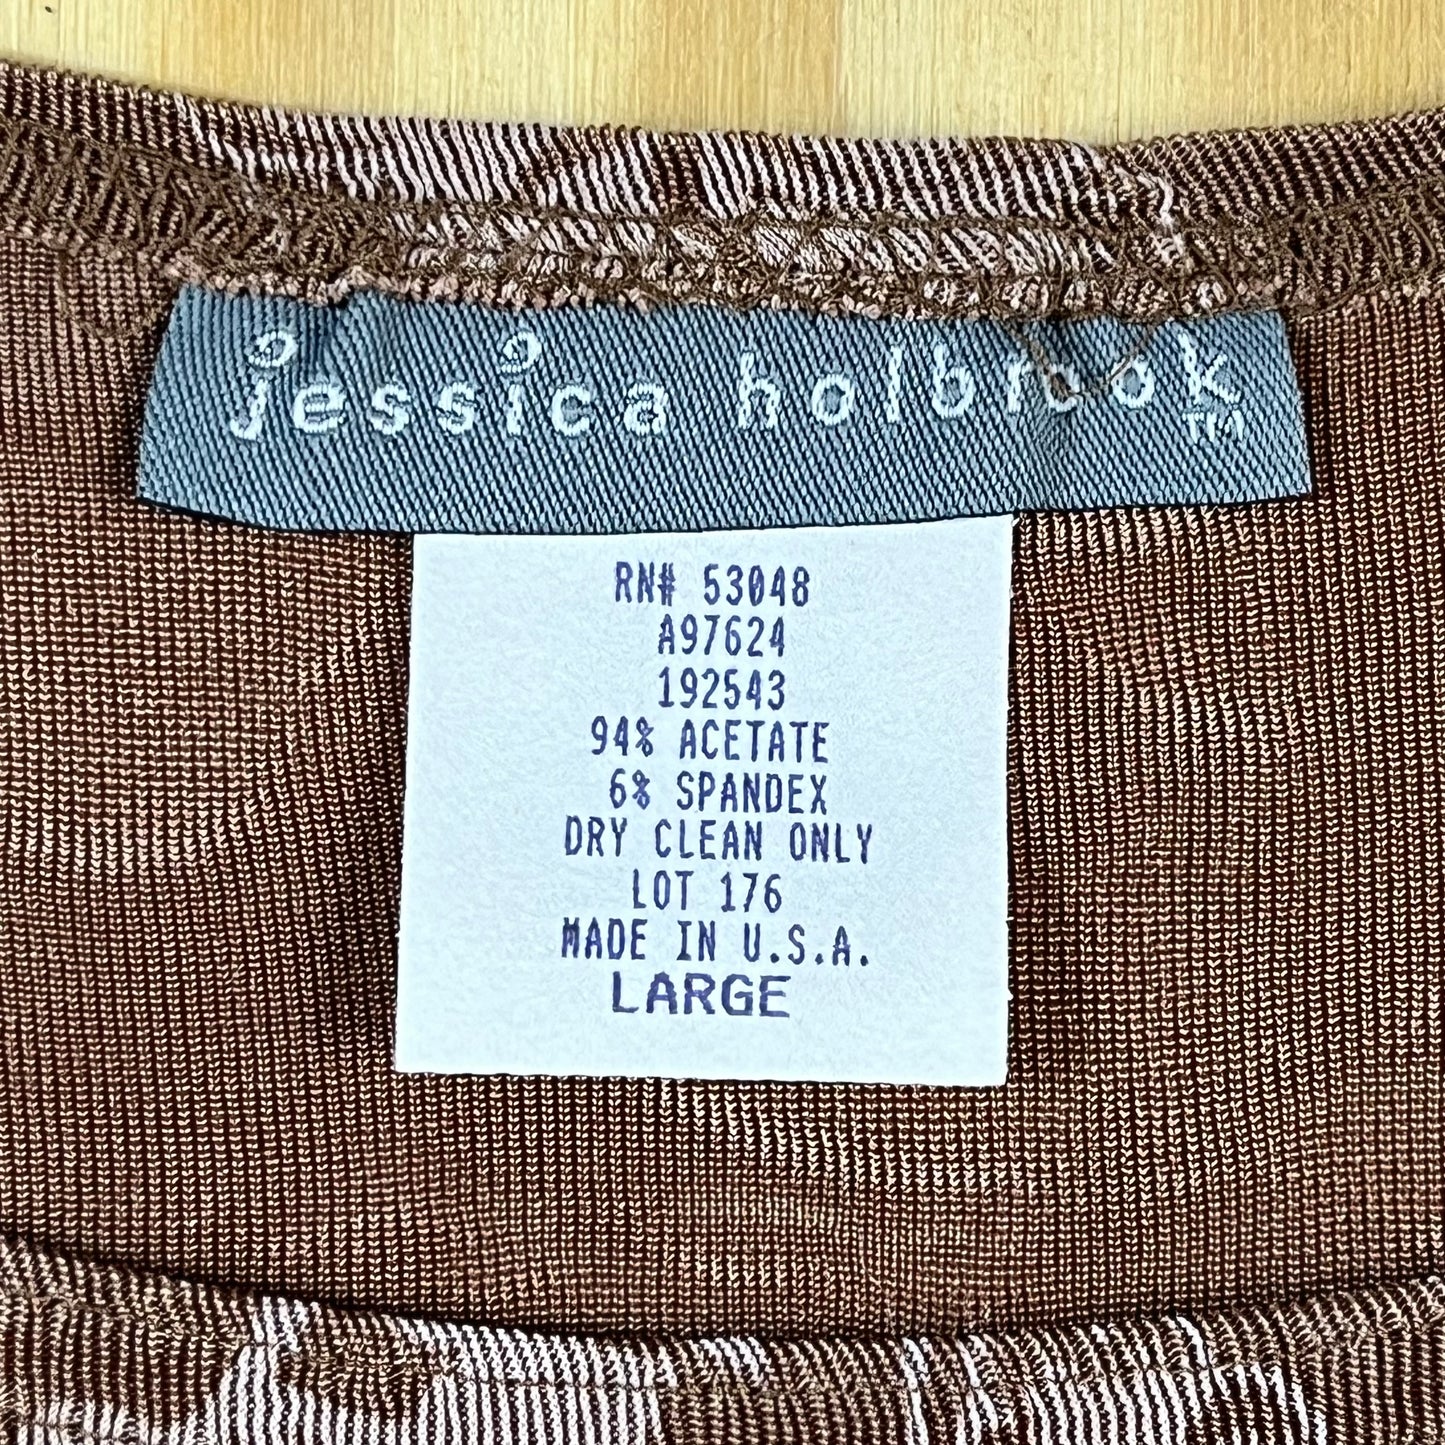 jessica holbrook
TM
RN# 53048
A97624
192543
94% ACETATE
6% SPANDEX
DRY CLEAN ONLY
LOT 176
MADE IN U.S.A.
LARGE